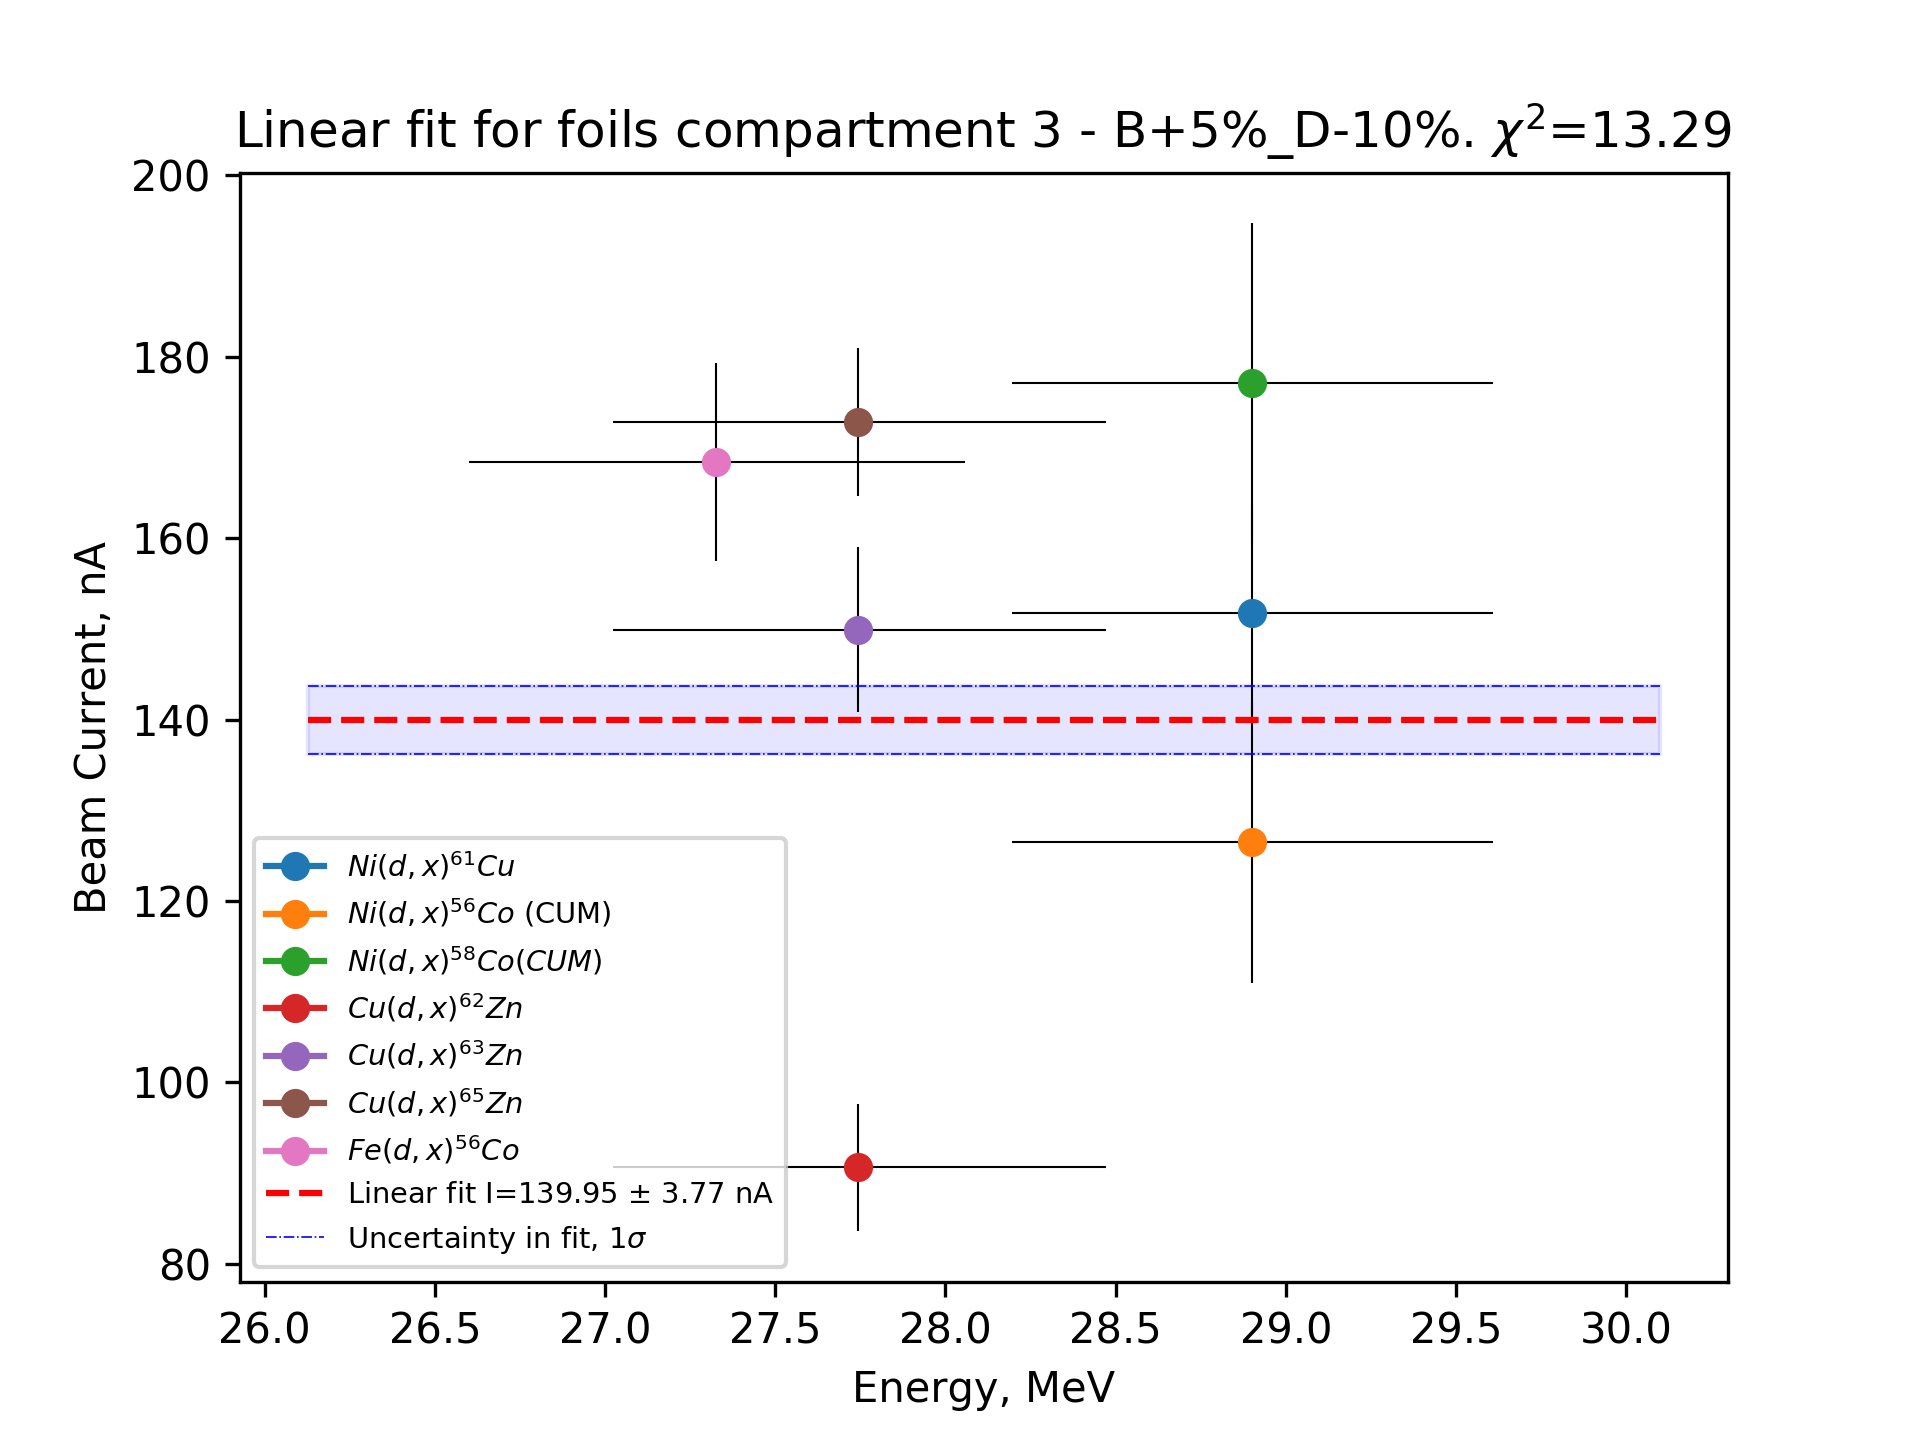 Linear fit for foils compartment 3 - B+5%_D-10%. χ²=13.29
200
180
160
140
120
100
80
Beam Current, nA
Ni(d, x)⁶¹Cu
Ni(d, x)⁵⁶Co (CUM)
Ni(d, x)⁵⁸Co(CUM)
Cu(d, x)⁶²Zn
Cu(d, x)⁶³Zn
Cu(d, x)⁶⁵Zn
Fe(d, x)⁵⁶Co
Linear fit I=139.95 ± 3.77 nA
Uncertainty in fit, 1σ
26.0 26.5 27.0 27.5 28.0 28.5 29.0 29.5 30.0
Energy, MeV